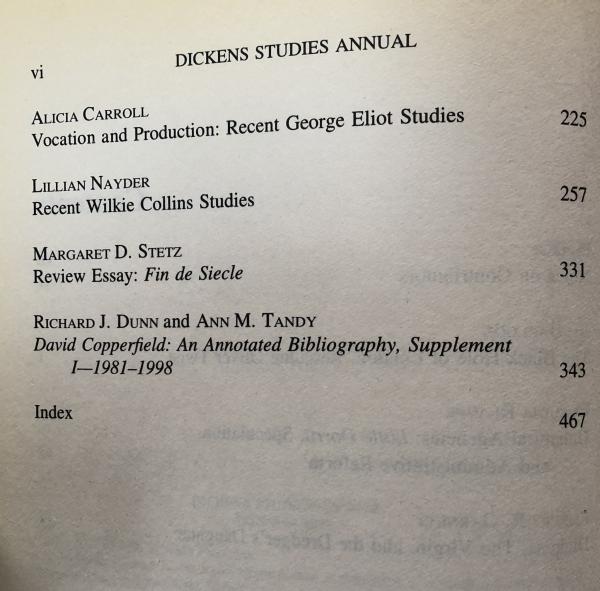 vi
DICKENS STUDIES ANNUAL
ALICIA CARROLL
Vocation and Production: Recent George Eliot Studies 225
LILLIAN NAYDER
Recent Wilkie Collins Studies 257
MARGARET D. STETZ
Review Essay: Fin de Siecle 331
RICHARD J. DUNN and ANN M. TANDY
David Copperfield: An Annotated Bibliography, Supplement
I—1981–1998 343
Index 467